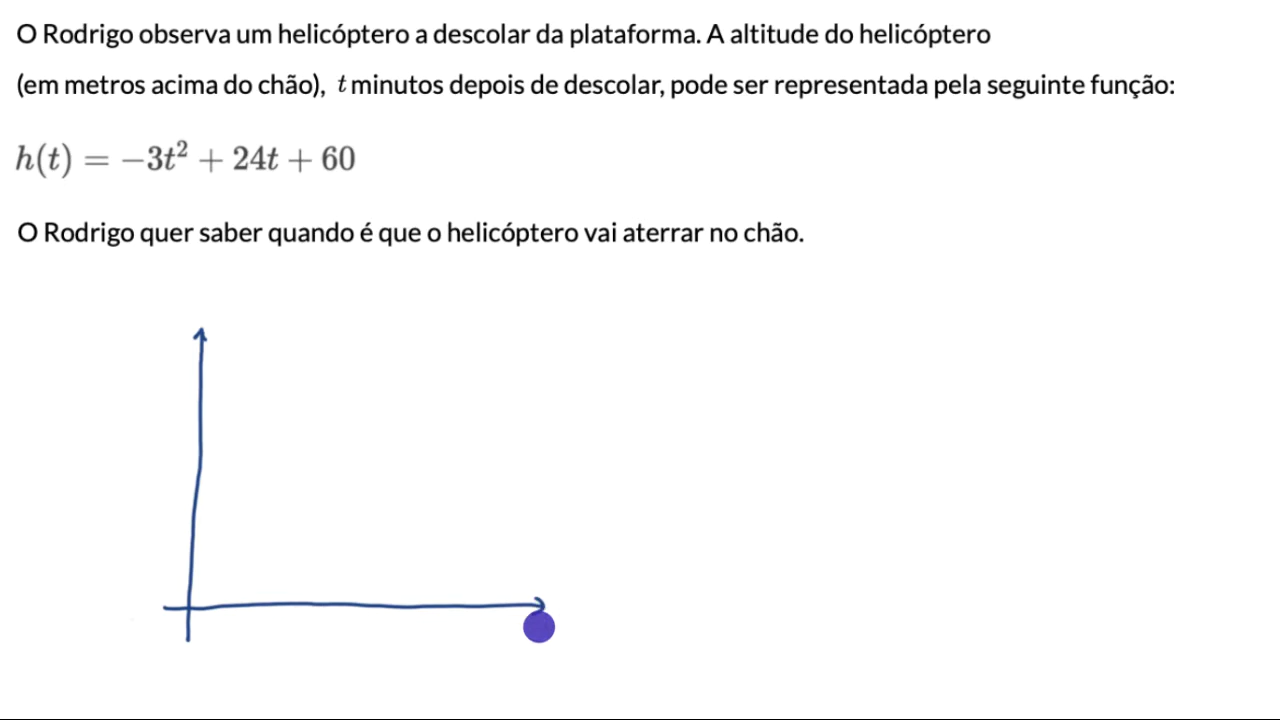 O Rodrigo observa um helicóptero a descolar da plataforma. A altitude do helicóptero
(em metros acima do chão), t minutos depois de descolar, pode ser representada pela seguinte função:
h(t) = −3t² + 24t + 60
O Rodrigo quer saber quando é que o helicóptero vai aterrar no chão.